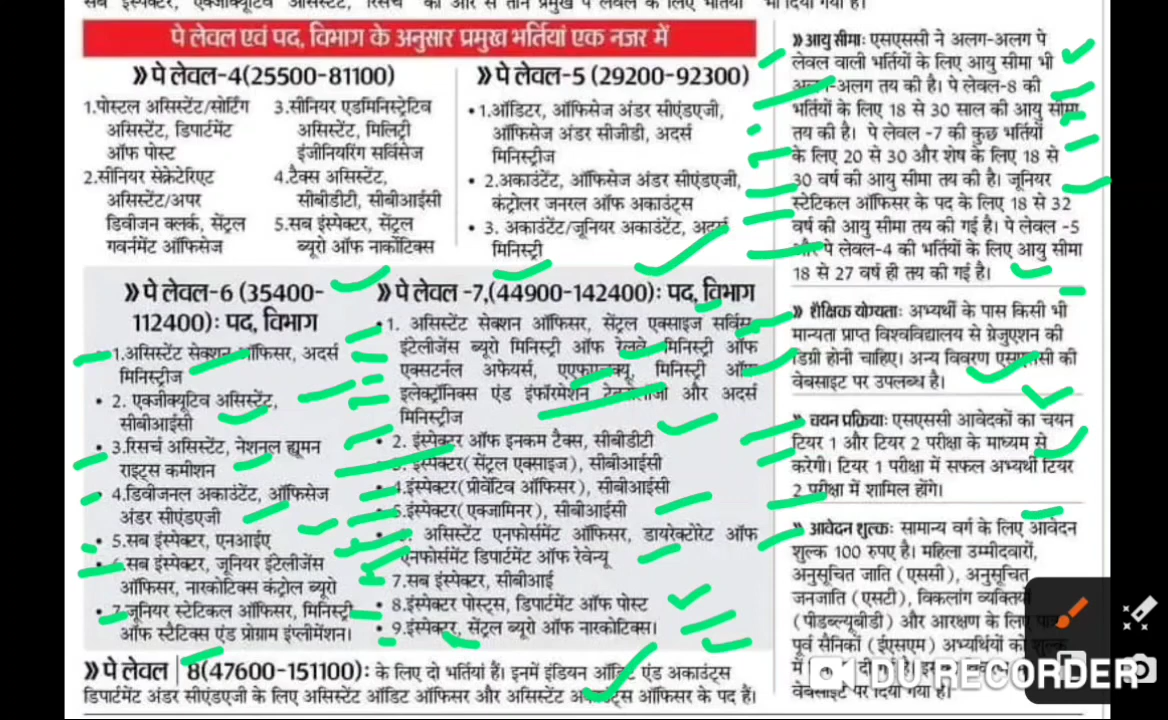 सब इंस्पेक्टर, एक्जीक्यूटिव असिस्टेंट, रिसर्च
की ओर से तीन प्रमुख पे लेवल के लिए भर्तियां
भी दिया गया है।
पे लेवल एवं पद, विभाग के अनुसार प्रमुख भर्तियां एक नजर में
» पे लेवल-4(25500-81100)
1.पोस्टल असिस्टेंट/सोर्टिंग
असिस्टेंट, डिपार्टमेंट
ऑफ पोस्ट
2.सीनियर सेक्रेटेरिएट
असिस्टेंट/अपर
डिवीजन क्लर्क, सेंट्रल
गवर्नमेंट ऑफिसेज
3.सीनियर एडमिनिस्ट्रेटिव
असिस्टेंट, मिलिट्री
इंजीनियरिंग सर्विसेज
4.टैक्स असिस्टेंट,
सीबीडीटी, सीबीआईसी
5.सब इंस्पेक्टर, सेंट्रल
ब्यूरो ऑफ नार्कोटिक्स
» पे लेवल-5 (29200-92300)
• 1.ऑडिटर, ऑफिसेज अंडर सीएंडएजी,
ऑफिसेज अंडर सीजीडी, अदर्स
मिनिस्ट्रीज
• 2.अकाउंटेंट, ऑफिसेज अंडर सीएंडएजी,
कंट्रोलर जनरल ऑफ अकाउंट्स
• 3. अकाउंटेंट/जूनियर अकाउंटेंट, अदर्स
मिनिस्ट्री
» पे लेवल-6 (35400-
112400): पद, विभाग
• 1.असिस्टेंट सेक्शन ऑफिसर, अदर्स
मिनिस्ट्रीज
• 2. एक्जीक्यूटिव असिस्टेंट,
सीबीआईसी
• 3.रिसर्च असिस्टेंट, नेशनल ह्यूमन
राइट्स कमीशन
• 4.डिवीजनल अकाउंटेंट, ऑफिसेज
अंडर सीएंडएजी
• 5.सब इंस्पेक्टर, एनआईए
• 6.सब इंस्पेक्टर, जूनियर इंटेलीजेंस
ऑफिसर, नारकोटिक्स कंट्रोल ब्यूरो
• 7.जूनियर स्टेटिकल ऑफिसर, मिनिस्ट्री
ऑफ स्टैटिक्स एंड प्रोग्राम इंप्लीमेंशन।
» पे लेवल -7,(44900-142400): पद, विभाग
• 1. असिस्टेंट सेक्शन ऑफिसर, सेंट्रल एक्साइज सर्विस,
इंटेलीजेंस ब्यूरो मिनिस्ट्री ऑफ रेलवे, मिनिस्ट्री ऑफ
एक्सटर्नल अफेयर्स, एएफएचक्यू, मिनिस्ट्री ऑफ
इलेक्ट्रॉनिक्स एंड इंफॉरमेशन टेक्नोलॉजी और अदर्स
मिनिस्ट्रीज
• 2. इंस्पेक्टर ऑफ इनकम टैक्स, सीबीडीटी
• 3. इंस्पेक्टर(सेंट्रल एक्साइज), सीबीआईसी
• 4.इंस्पेक्टर(प्रीवेंटिव ऑफिसर), सीबीआईसी
• 5.इंस्पेक्टर(एक्जामिनर), सीबीआईसी
• असिस्टेंट एनफोर्समेंट ऑफिसर, डायरेक्टोरेट ऑफ
एनफोर्समेंट डिपार्टमेंट ऑफ रेवेन्यू
• 7.सब इंस्पेक्टर, सीबीआई
• 8.इंस्पेक्टर पोस्ट्स, डिपार्टमेंट ऑफ पोस्ट
• 9.इंस्पेक्टर, सेंट्रल ब्यूरो ऑफ नारकोटिक्स।
» पे लेवल 8(47600-151100): के लिए दो भर्तियां हैं। इनमें इंडियन ऑडिट एंड अकाउंट्स
डिपार्टमेंट अंडर सीएंडएजी के लिए असिस्टेंट ऑडिट ऑफिसर और असिस्टेंट अकाउंट्स ऑफिसर के पद हैं।
» आयु सीमा: एसएससी ने अलग-अलग पे
लेवल वाली भर्तियों के लिए आयु सीमा भी
अलग-अलग तय की है। पे लेवल-8 की
भर्तियों के लिए 18 से 30 साल की आयु सीमा
तय की है। पे लेवल -7 की कुछ भर्तियों
के लिए 20 से 30 और शेष के लिए 18 से
30 वर्ष की आयु सीमा तय की है। जूनियर
स्टेटिकल ऑफिसर के पद के लिए 18 से 32
वर्ष की आयु सीमा तय की गई है। पे लेवल -5
और पे लेवल-4 की भर्तियों के लिए आयु सीमा
18 से 27 वर्ष ही तय की गई है।
» शैक्षिक योग्यता: अभ्यर्थी के पास किसी भी
मान्यता प्राप्त विश्वविद्यालय से ग्रेजुएशन की
डिग्री होनी चाहिए। अन्य विवरण एसएससी की
वेबसाइट पर उपलब्ध है।
» चयन प्रक्रिया: एसएससी आवेदकों का चयन
टियर 1 और टियर 2 परीक्षा के माध्यम से
करेगी। टियर 1 परीक्षा में सफल अभ्यर्थी टियर
2 परीक्षा में शामिल होंगे।
» आवेदन शुल्क: सामान्य वर्ग के लिए आवेदन
शुल्क 100 रुपए है। महिला उम्मीदवारों,
अनुसूचित जाति (एससी), अनुसूचित
जनजाति (एसटी), विकलांग व्यक्तियों
(पीडब्ल्यूबीडी) और आरक्षण के लिए
पूर्व सैनिकों (ईएसएम) अभ्यर्थियों को शुल्क
में
वेबसाइट पर दिया गया है।
DU RECORDER